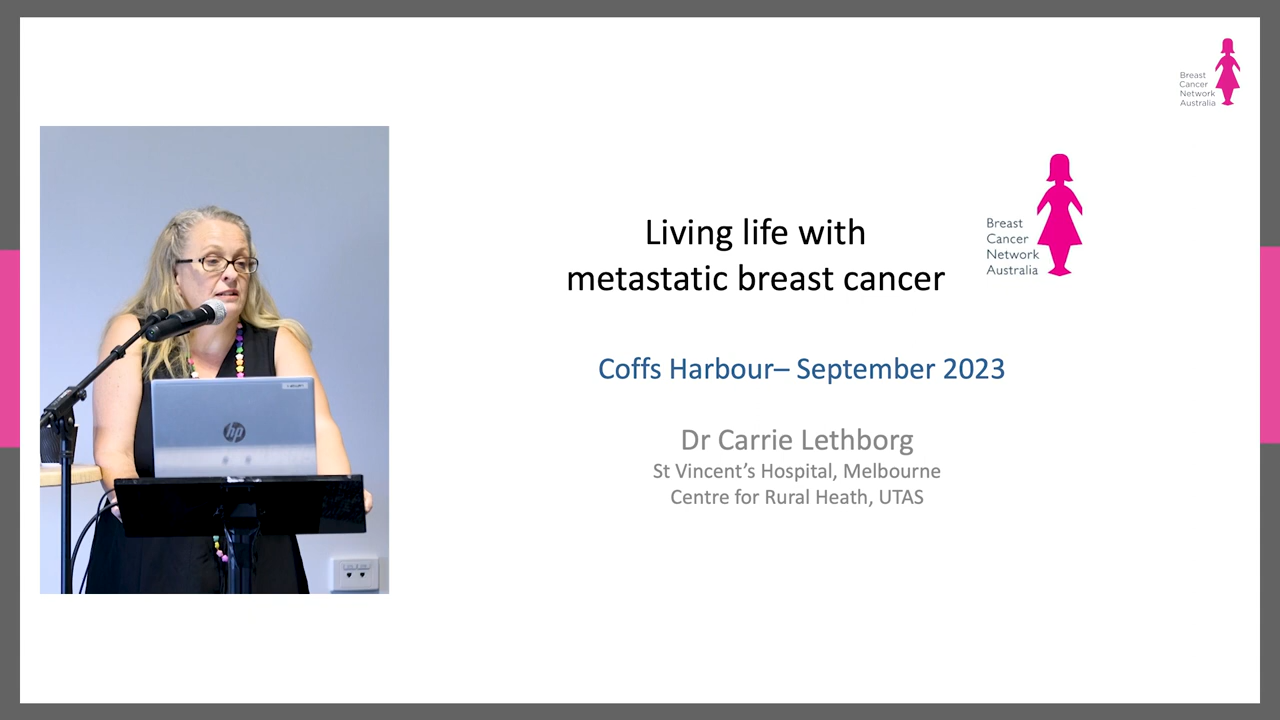 Breast
Cancer
Network
Australia
Living life with
metastatic breast cancer
Breast
Cancer
Network
Australia
Coffs Harbour– September 2023
Dr Carrie Lethborg
St Vincent's Hospital, Melbourne
Centre for Rural Heath, UTAS
hp